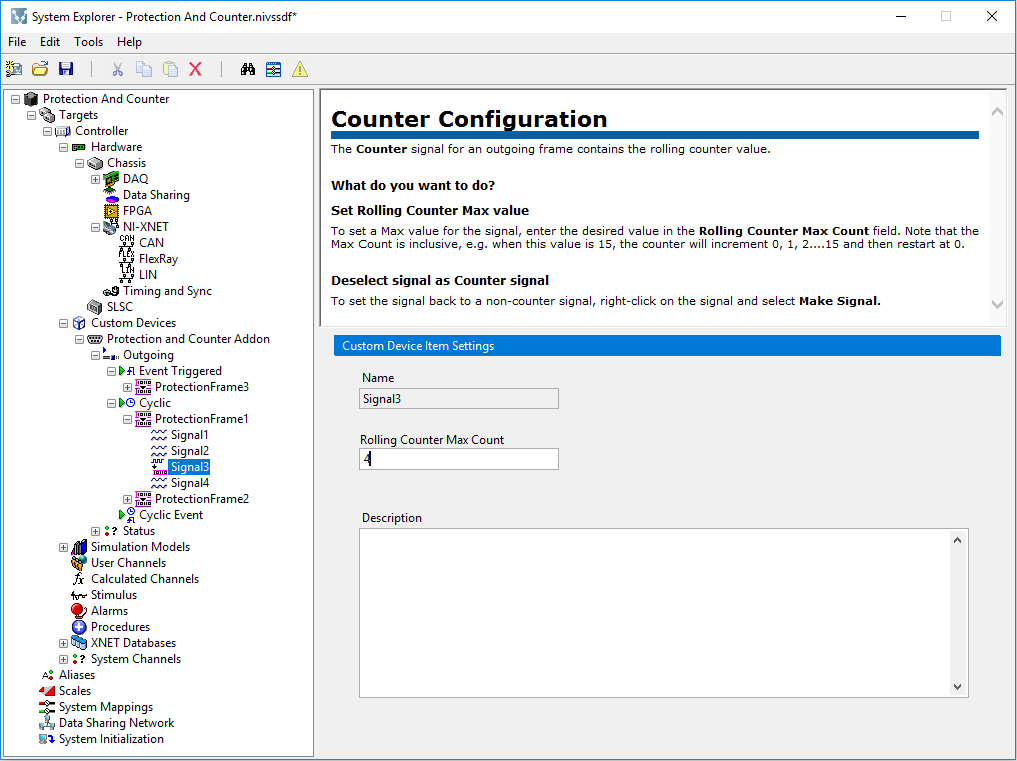 System Explorer - Protection And Counter.nivssdf*
File Edit Tools Help
Protection And Counter
Targets
Controller
Hardware
Chassis
DAQ
Data Sharing
FPGA
NI-XNET
CAN
FlexRay
LIN
Timing and Sync
SLSC
Custom Devices
Protection and Counter Addon
Outgoing
Event Triggered
ProtectionFrame3
Cyclic
ProtectionFrame1
Signal1
Signal2
Signal3
Signal4
ProtectionFrame2
Cyclic Event
Status
Simulation Models
User Channels
Calculated Channels
Stimulus
Alarms
Procedures
XNET Databases
System Channels
Aliases
Scales
System Mappings
Data Sharing Network
System Initialization
Counter Configuration
The Counter signal for an outgoing frame contains the rolling counter value.
What do you want to do?
Set Rolling Counter Max value
To set a Max value for the signal, enter the desired value in the Rolling Counter Max Count field. Note that the
Max Count is inclusive, e.g. when this value is 15, the counter will increment 0, 1, 2....15 and then restart at 0.
Deselect signal as Counter signal
To set the signal back to a non-counter signal, right-click on the signal and select Make Signal.
Custom Device Item Settings
Name
Signal3
Rolling Counter Max Count
4
Description